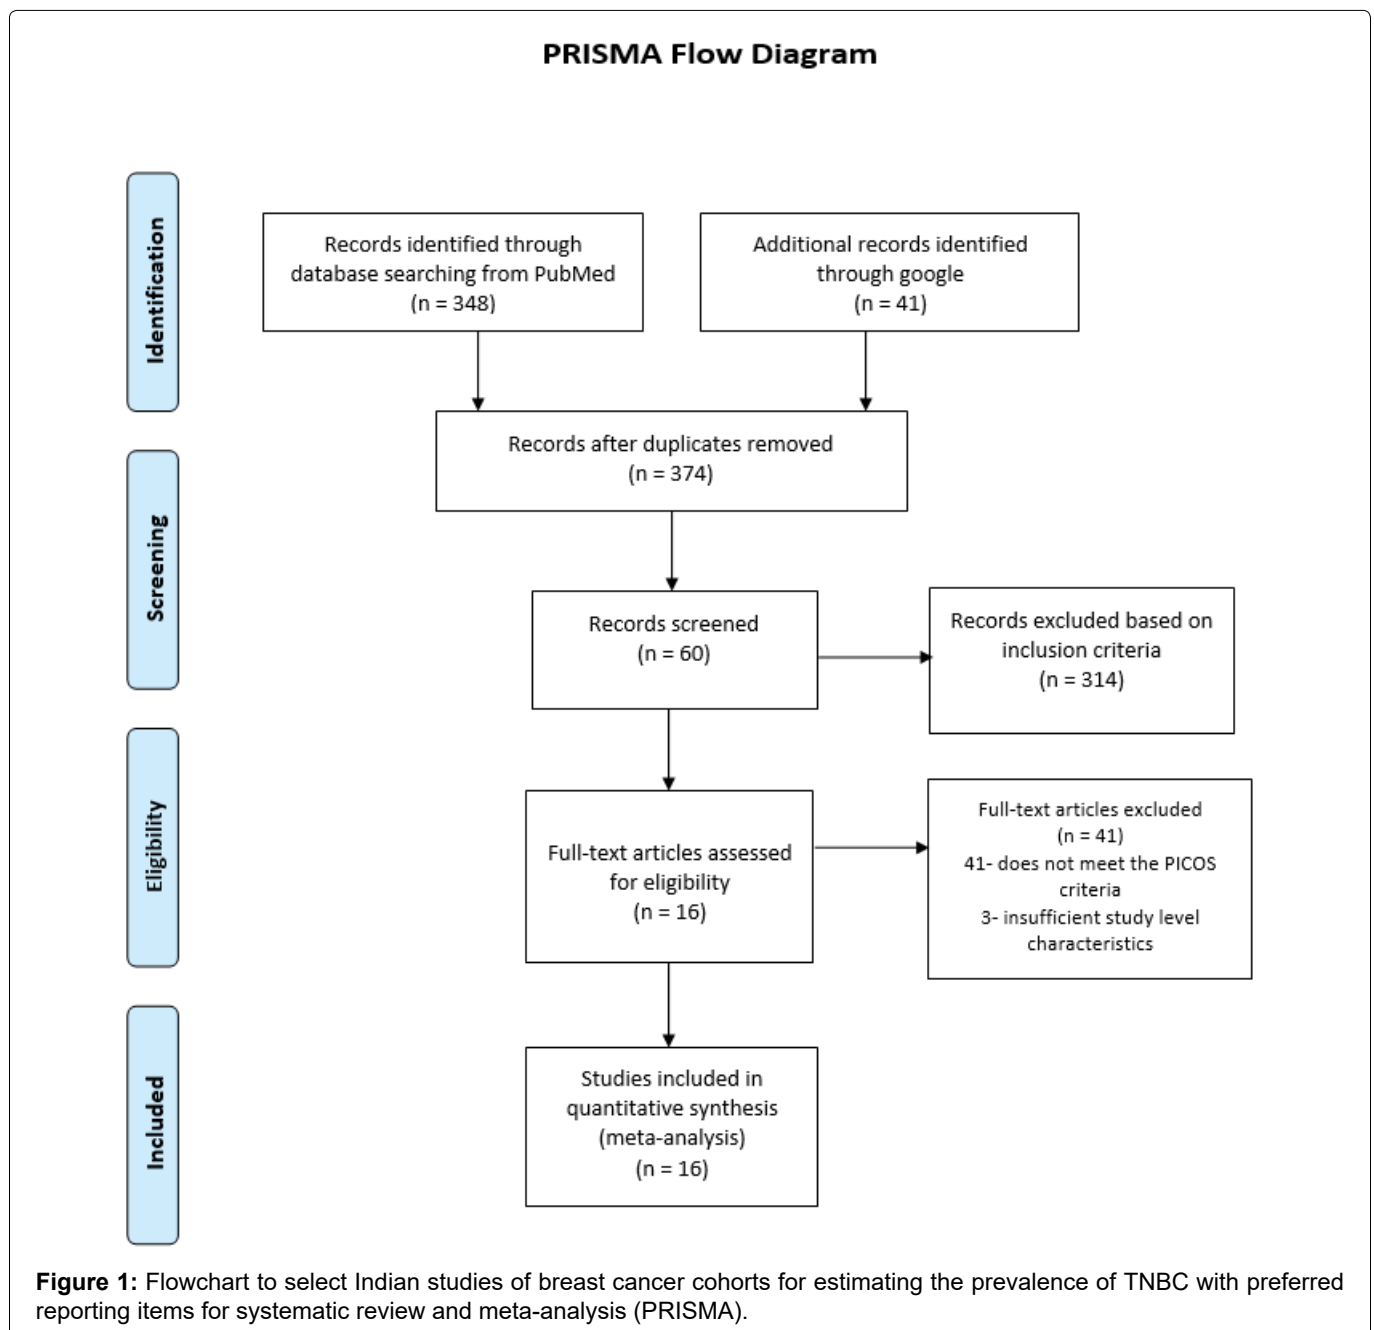 PRISMA Flow Diagram
Identification
Records identified through
database searching from PubMed
(n = 348)
Additional records identified
through google
(n = 41)
Records after duplicates removed
(n = 374)
Screening
Records screened
(n = 60)
Records excluded based on
inclusion criteria
(n = 314)
Eligibility
Full-text articles assessed
for eligibility
(n = 16)
Full-text articles excluded
(n = 41)
41- does not meet the PICOS
criteria
3- insufficient study level
characteristics
Included
Studies included in
quantitative synthesis
(meta-analysis)
(n = 16)
Figure 1: Flowchart to select Indian studies of breast cancer cohorts for estimating the prevalence of TNBC with preferred
reporting items for systematic review and meta-analysis (PRISMA).